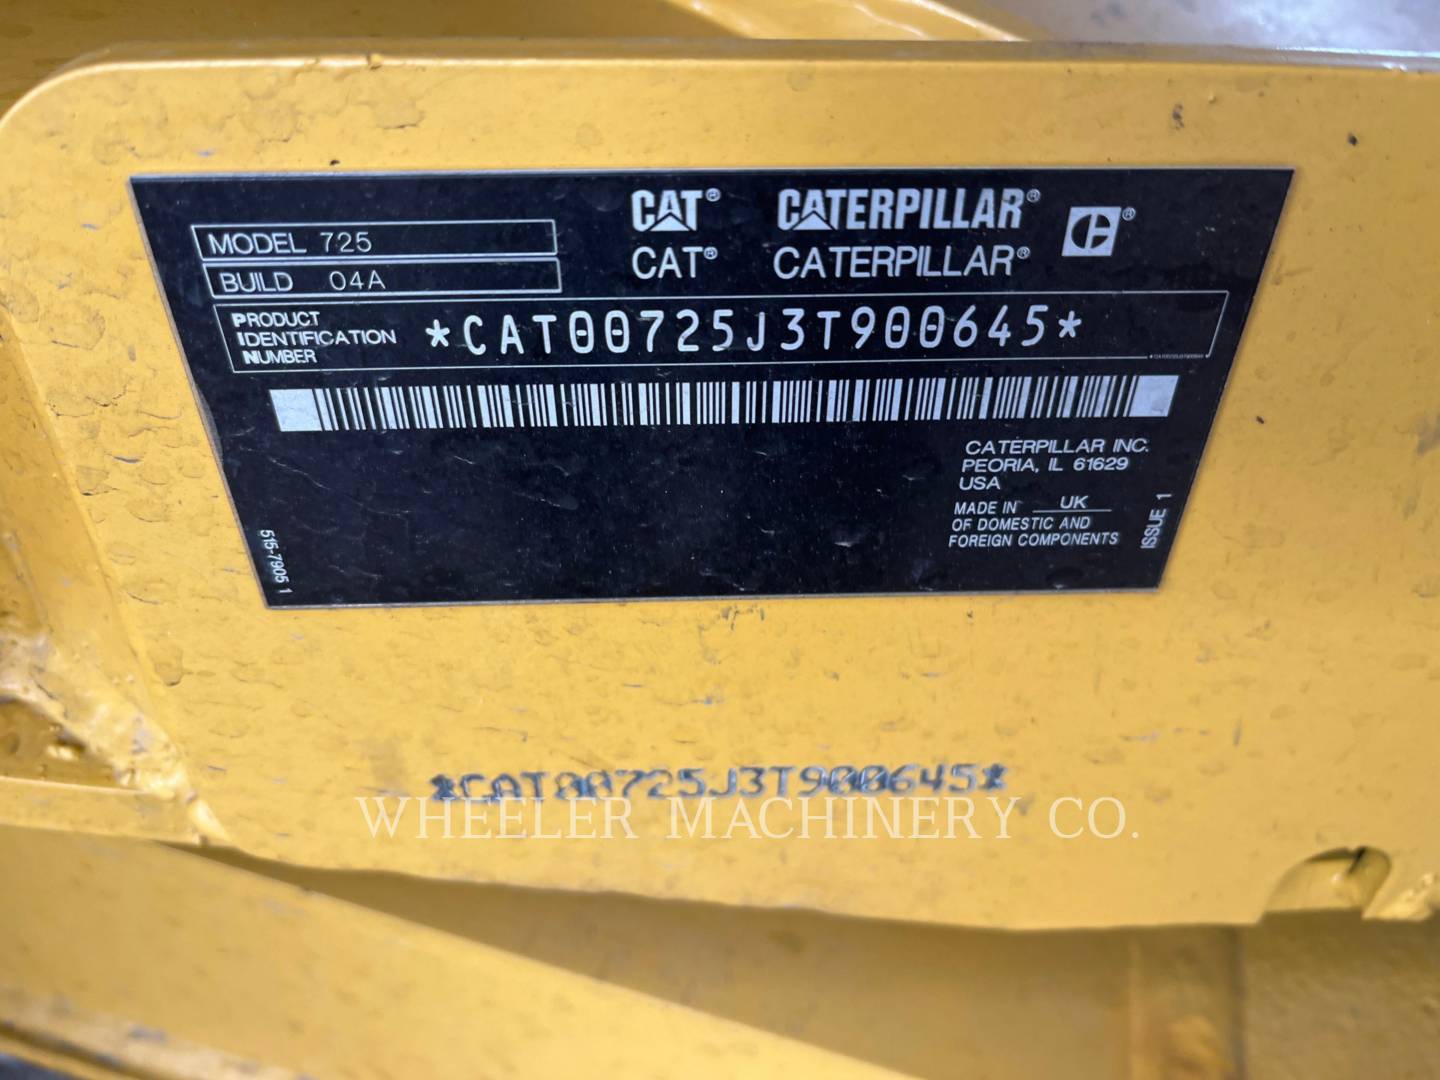 CAT® CATERPILLAR® C®
CAT® CATERPILLAR®
MODEL 725
BUILD 04A
PRODUCT
IDENTIFICATION
NUMBER
*CAT00725J3T900645*
CATERPILLAR INC.
PEORIA, IL 61629
USA
MADE IN UK
OF DOMESTIC AND
FOREIGN COMPONENTS
ISSUE 1
515-7905 1
*CAT00725J3T900645*
WHEELER MACHINERY CO.